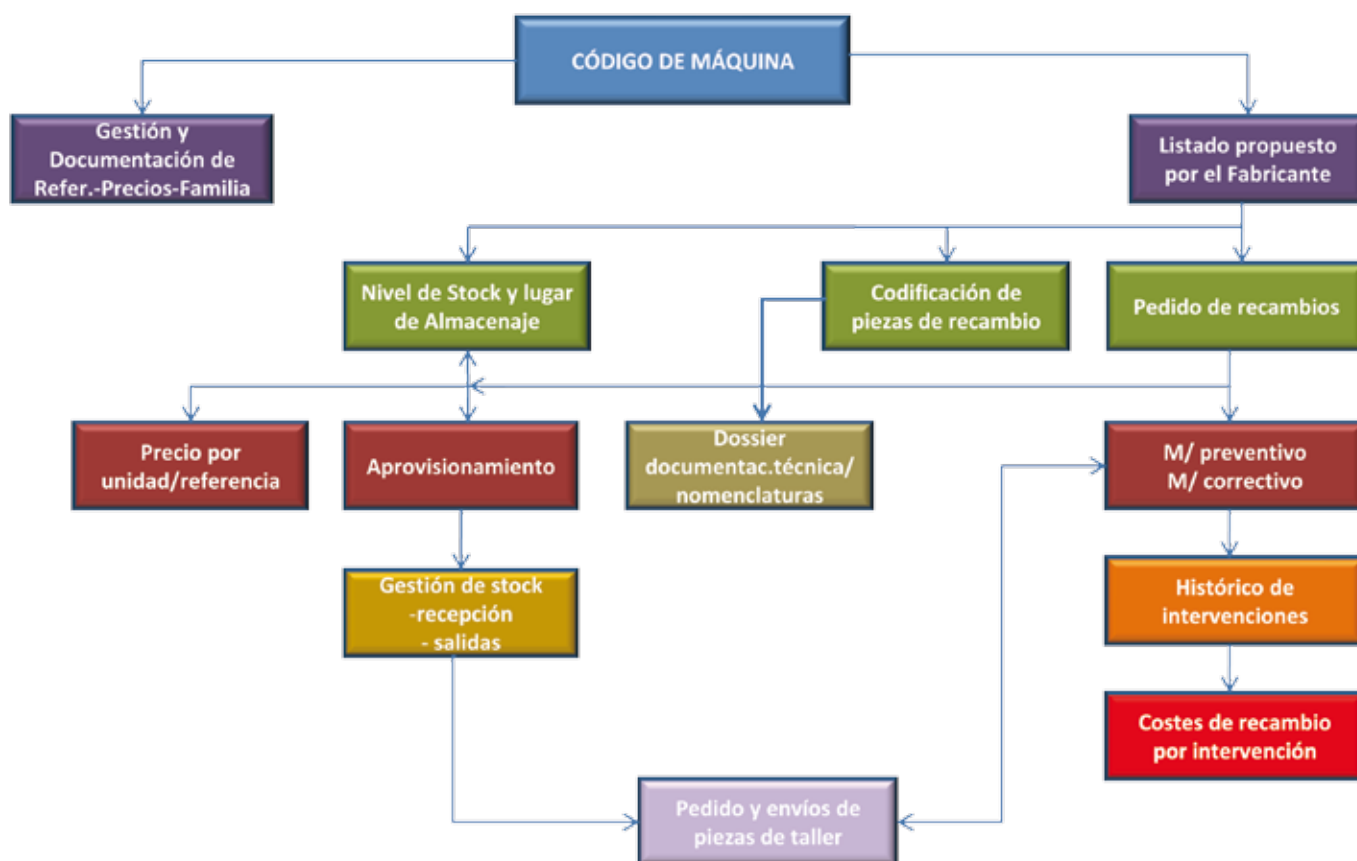 CÓDIGO DE MÁQUINA
Gestión y
Documentación de
Refer.-Precios-Familia
Listado propuesto
por el Fabricante
Nivel de Stock y lugar
de Almacenaje
Codificación de
piezas de recambio
Pedido de recambios
Precio por
unidad/referencia
Aprovisionamiento
Dossier
documentac.técnica/
nomenclaturas
M/ preventivo
M/ correctivo
Gestión de stock
-recepción
- salidas
Histórico de
intervenciones
Costes de recambio
por intervención
Pedido y envíos de
piezas de taller